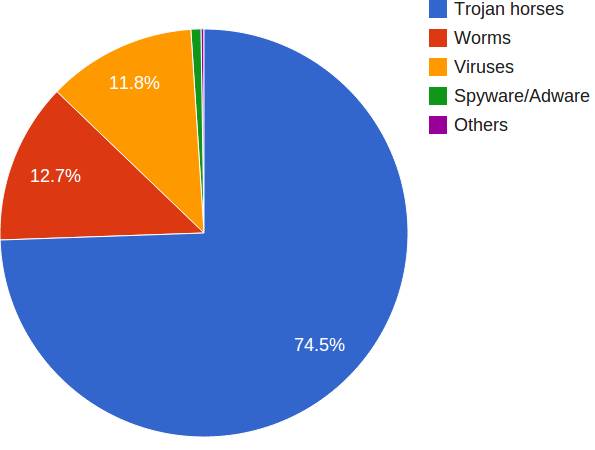 Trojan horses
Worms
Viruses
Spyware/Adware
Others
11.8%
12.7%
74.5%